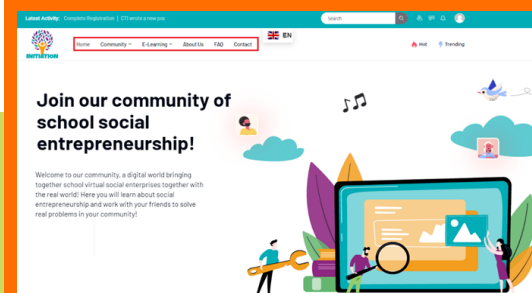 Latest Activity: Complete Registration | CTI wrote a new pos
Search
INITIATION
Home Community E-Learning About Us FAQ Contact
EN
Hot Trending
Join our community of
school social
entrepreneurship!
Welcome to our community, a digital world bringing
together school virtual social enterprises together with
the real world! Here you will learn about social
entrepreneurship and work with your friends to solve
real problems in your community!